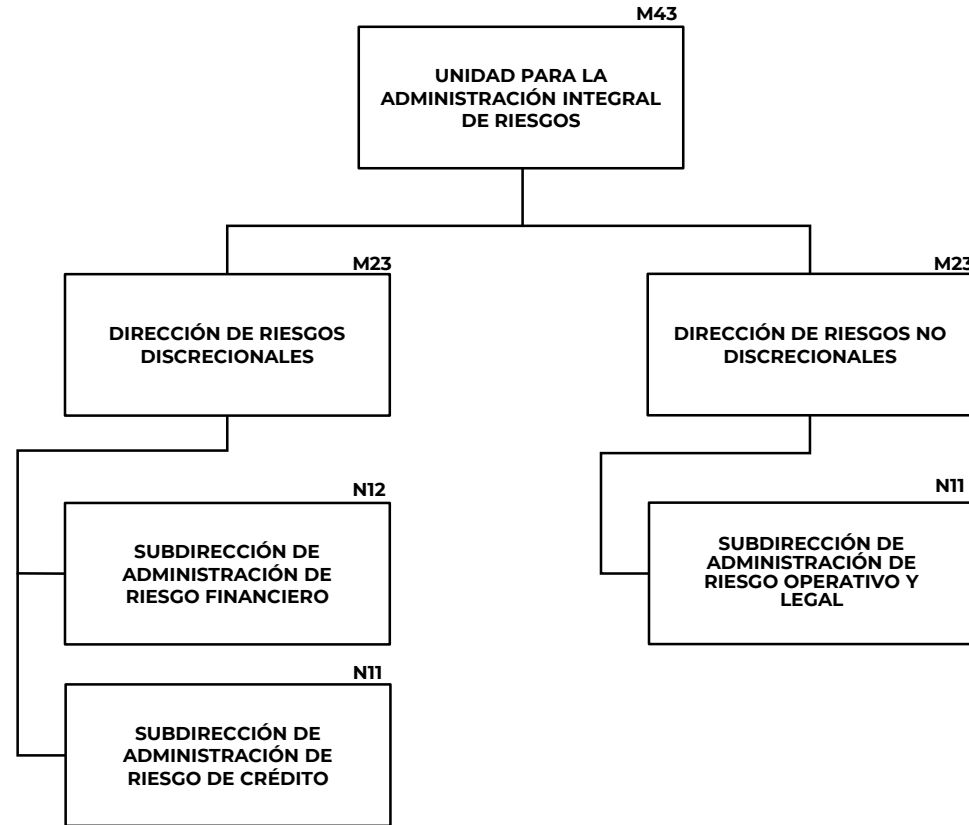 M43
UNIDAD PARA LA
ADMINISTRACIÓN INTEGRAL
DE RIESGOS
M23
DIRECCIÓN DE RIESGOS
DISCRECIONALES
M23
DIRECCIÓN DE RIESGOS NO
DISCRECIONALES
N12
SUBDIRECCIÓN DE
ADMINISTRACIÓN DE
RIESGO FINANCIERO
N11
SUBDIRECCIÓN DE
ADMINISTRACIÓN DE
RIESGO OPERATIVO Y
LEGAL
N11
SUBDIRECCIÓN DE
ADMINISTRACIÓN DE
RIESGO DE CRÉDITO